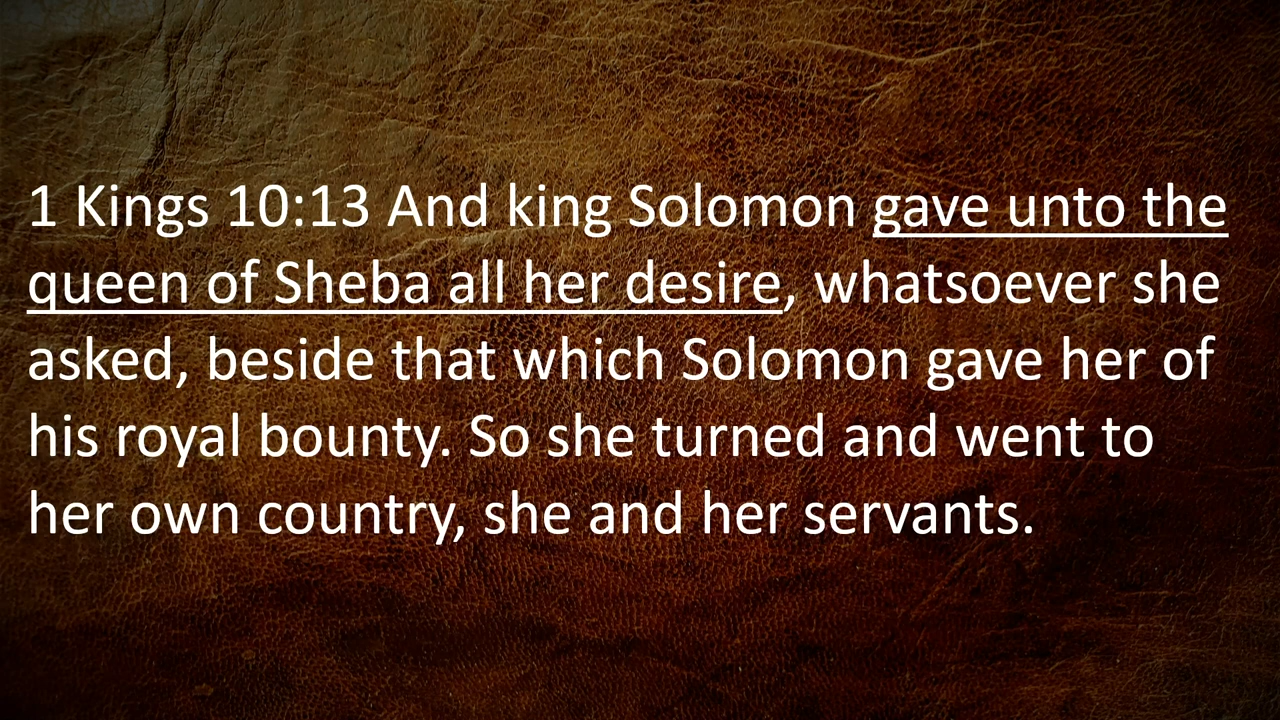 1 Kings 10:13 And king Solomon gave unto the
queen of Sheba all her desire, whatsoever she
asked, beside that which Solomon gave her of
his royal bounty. So she turned and went to
her own country, she and her servants.